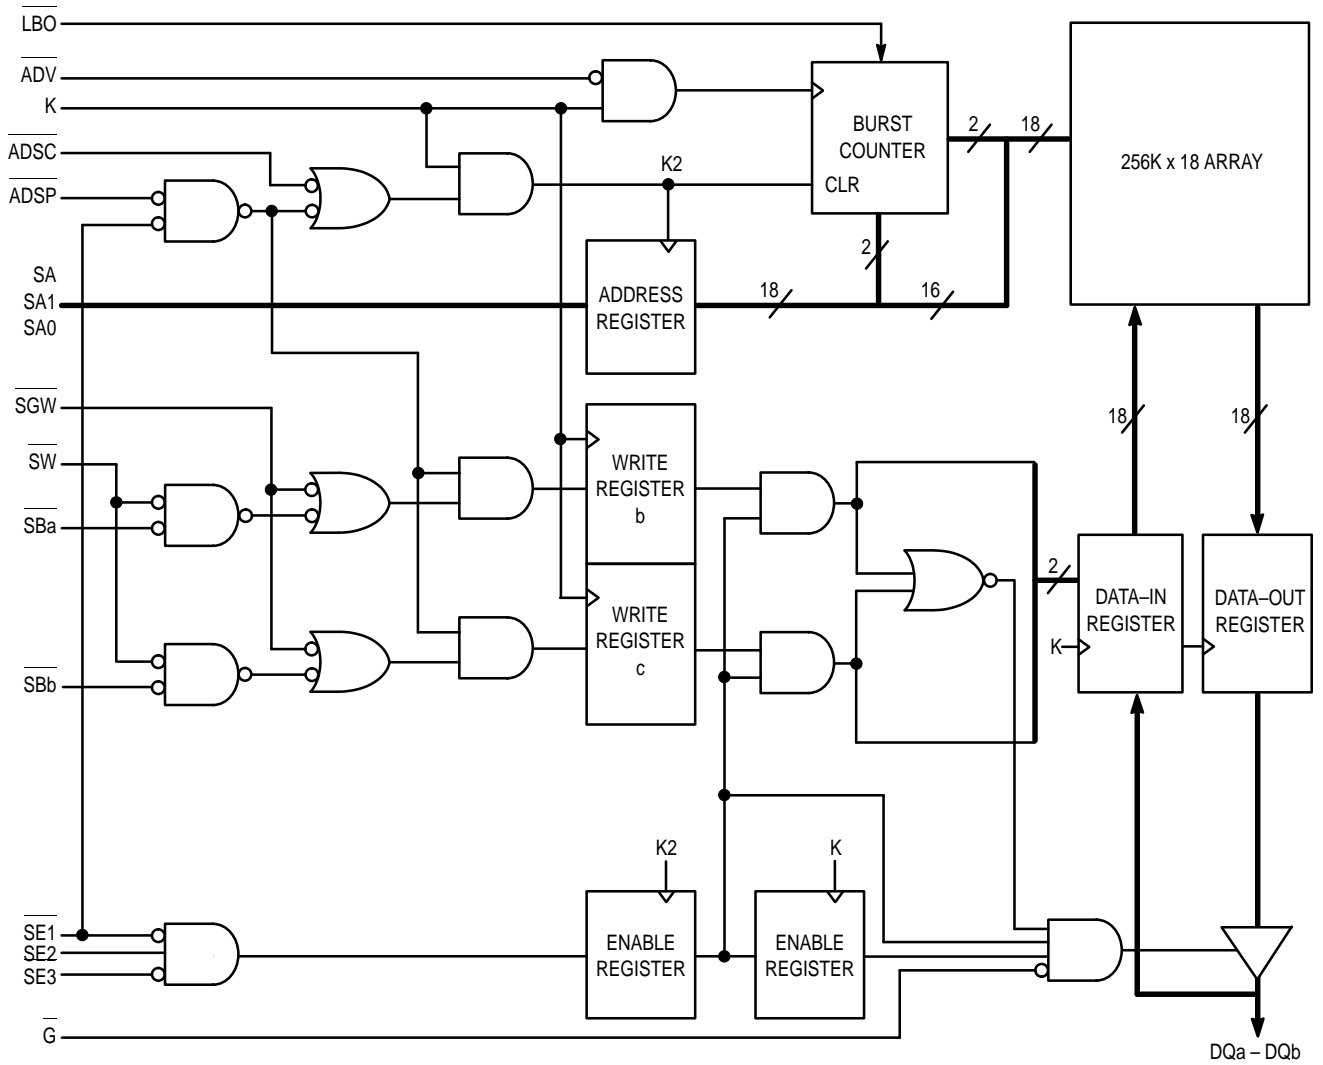 LBO
ADV
K
ADSC
ADSP
K2
BURST
COUNTER
CLR
2
18
256K x 18 ARRAY
SA
SA1
SA0
ADDRESS
REGISTER
18
2
16
SGW
SW
SBa
SBb
WRITE
REGISTER
b
WRITE
REGISTER
c
18
18
2
DATA–IN
REGISTER
K
DATA–OUT
REGISTER
K2
K
SE1
SE2
SE3
ENABLE
REGISTER
ENABLE
REGISTER
G
DQa – DQb